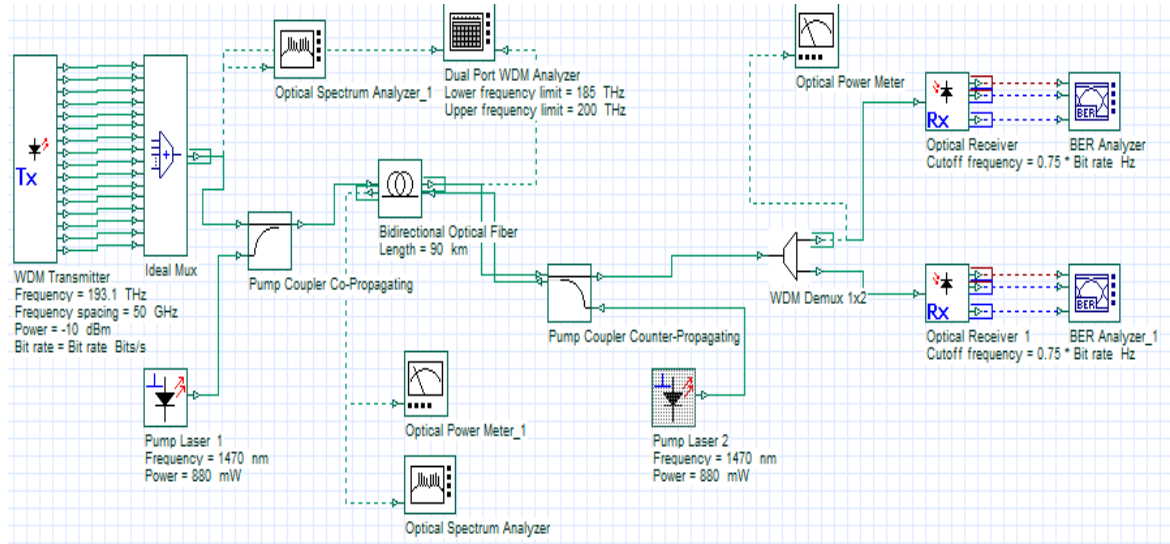 Optical Spectrum Analyzer_1
Dual Port WDM Analyzer
Lower frequency limit = 185 THz
Upper frequency limit = 200 THz
Optical Power Meter
Tx
Ideal Mux
WDM Transmitter
Frequency = 193.1 THz
Frequency spacing = 50 GHz
Power = -10 dBm
Bit rate = Bit rate Bits/s
Pump Coupler Co-Propagating
Bidirectional Optical Fiber
Length = 90 km
Pump Coupler Counter-Propagating
WDM Demux 1x2
Rx
Optical Receiver
Cutoff frequency = 0.75 * Bit rate Hz
BER
BER Analyzer
Rx
Optical Receiver_1
Cutoff frequency = 0.75 * Bit rate Hz
BER
BER Analyzer_1
Pump Laser 1
Frequency = 1470 nm
Power = 880 mW
Optical Power Meter_1
Optical Spectrum Analyzer
Pump Laser 2
Frequency = 1470 nm
Power = 880 mW